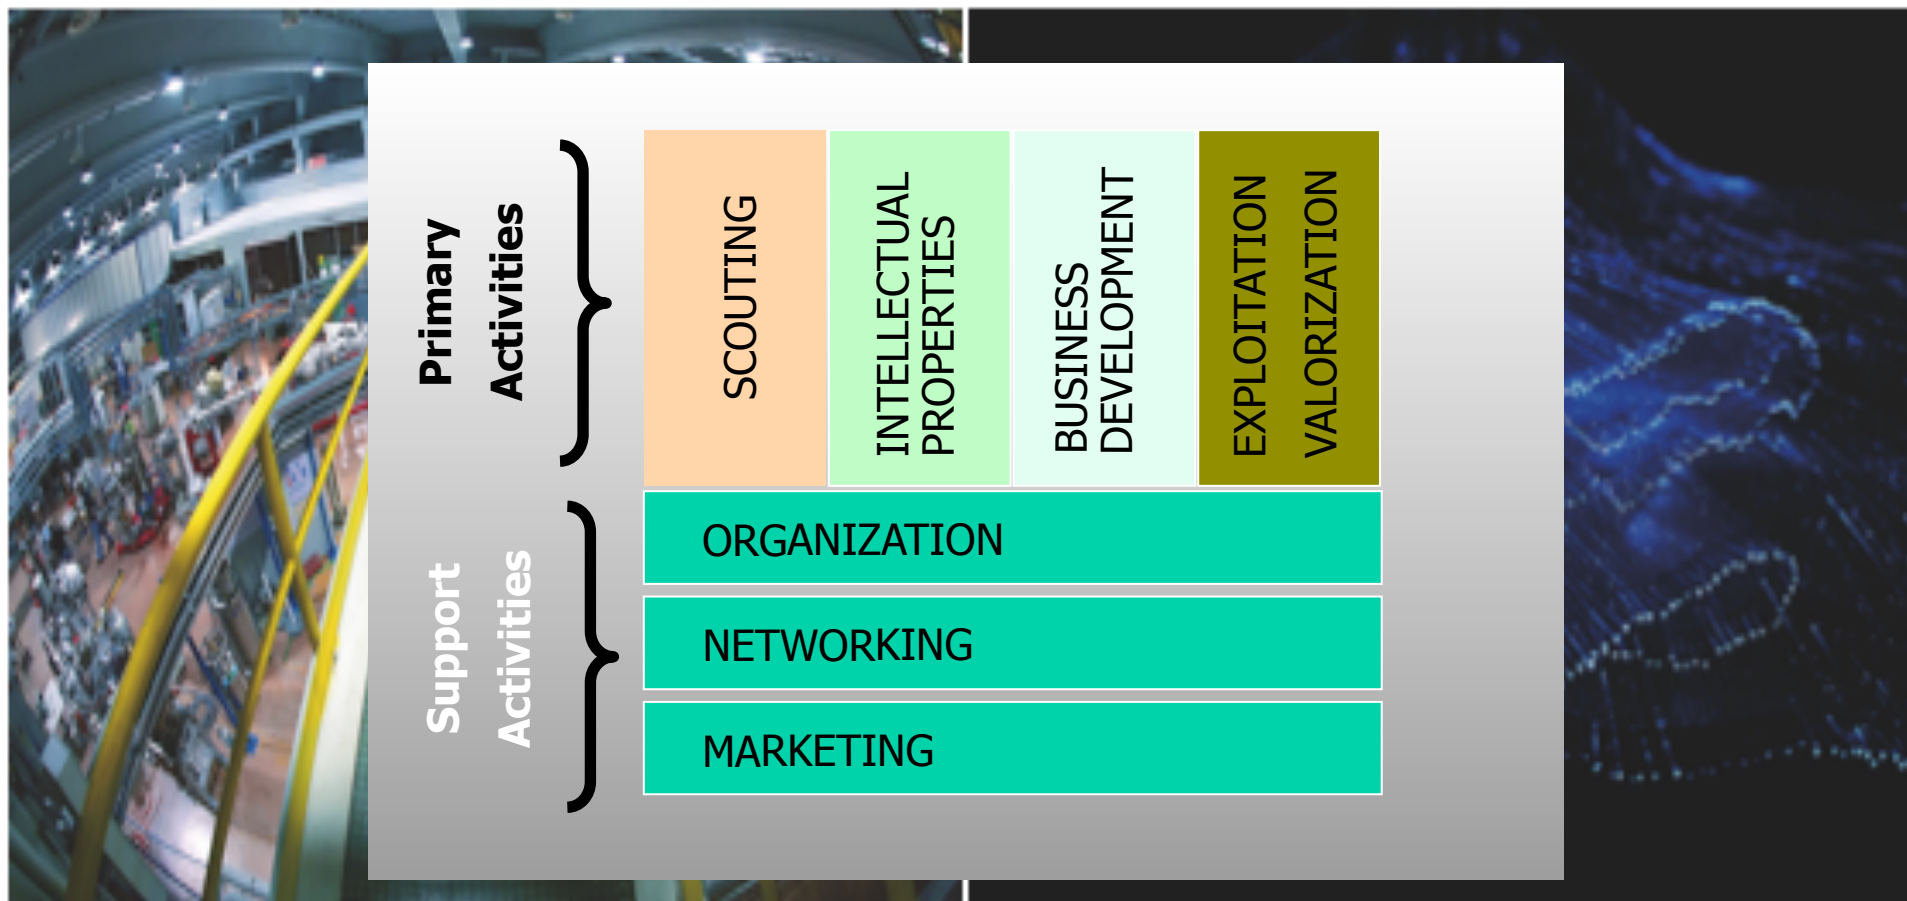 Primary
Activities
SCOUTING
INTELLECTUAL
PROPERTIES
BUSINESS
DEVELOPMENT
EXPLOITATION
VALORIZATION
Support
Activities
ORGANIZATION
NETWORKING
MARKETING